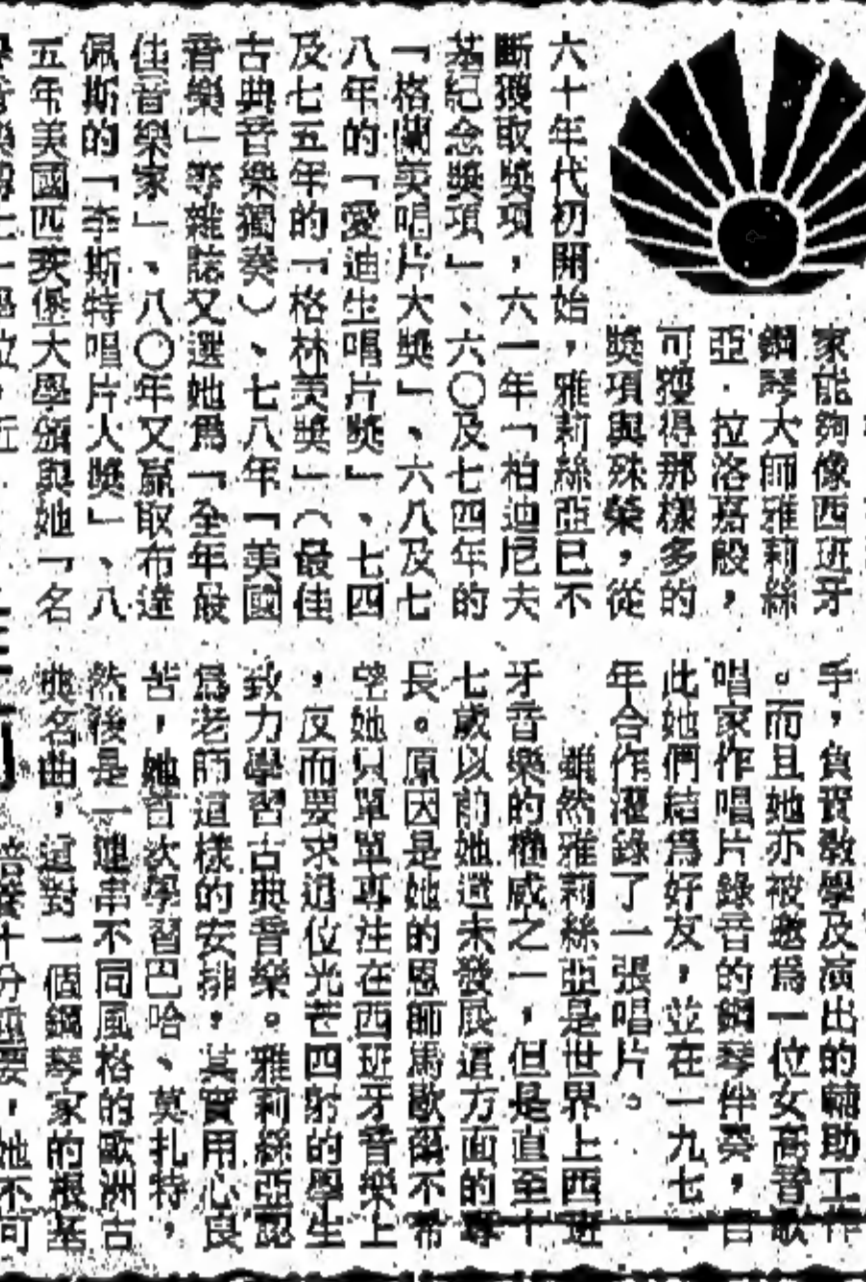 家能夠像西班牙
鋼琴大師雅莉絲
亞．拉洛嘉殷，
可獲得那樣多的
獎項與殊榮，從
六十年代初開始，雅莉絲亞已不
斷獲取獎項，六一年「柏迪尼夫
基紀念獎項」、六〇及七四年的
「格蘭美唱片大獎」、六八及七
八年的「愛迪生唱片獎」、七四
及七五年的「格林美獎」（最佳
古典音樂獨奏）、七八年「美國
音樂」等雜誌又選她爲「全年最
佳音樂家」、八〇年又贏取布達
佩斯的「李斯特唱片大獎」、八
五年美國匹茨堡大學頒與她「名
手，負責敎學及演出的輔助工作
。而且她亦被邀爲一位女高音歌
唱家作唱片錄音的鋼琴伴奏，自
此她們結爲好友，並在一九七一
年合作灌錄了一張唱片。
雖然雅莉絲亞是世界上西班
牙音樂的權威之一，但是直至十
七歲以前她還未發展這方面的專
長。原因是她的恩師馬歇爾不希
望她只單單專注在西班牙音樂上
，反而要求這位光芒四射的學生
致力學習古典音樂。雅莉絲亞認
爲老師這樣的安排，其實用心良
苦，她首次學習巴哈、莫扎特，
然後是一連串不同風格的歐洲古
典名曲，這對一個鋼琴家的根基
十分重要，她不可